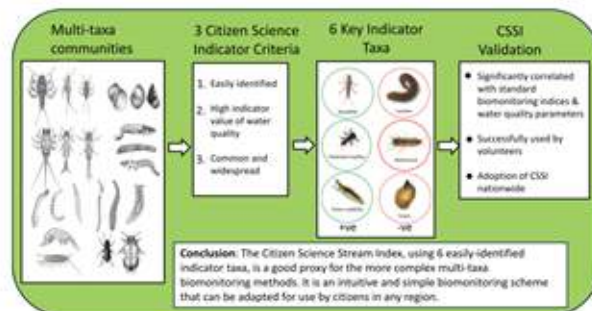 Multi-taxa
communities
3 Citizen Science
Indicator Criteria
6 Key Indicator
Taxa
CSSI
Validation
1. Easily identified
2. High indicator
value of water
quality
3. Common and
widespread
+ve
-ve
Significantly correlated
with standard
biomonitoring indices &
water quality parameters
Successfully used by
volunteers
Adoption of CSSI
nationwide
Conclusion: The Citizen Science Stream Index, using 6 easily-identified
indicator taxa, is a good proxy for the more complex multi-taxa
biomonitoring methods. It is an intuitive and simple biomonitoring scheme
that can be adapted for use by citizens in any region.